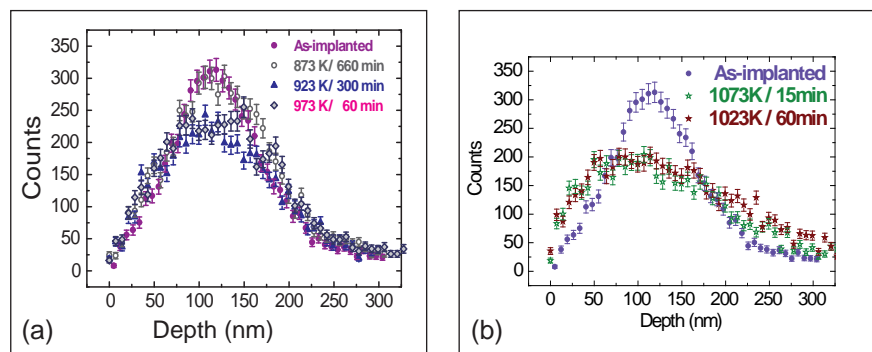 350
300
250
200
150
100
50
0
Counts
As-implanted
873 K/ 660 min
923 K/ 300 min
973 K/ 60 min
0 50 100 150 200 250 300
Depth (nm)
(a)
350
300
250
200
150
100
50
0
Counts
As-implanted
1073K / 15min
1023K / 60min
0 50 100 150 200 250 300
Depth (nm)
(b)